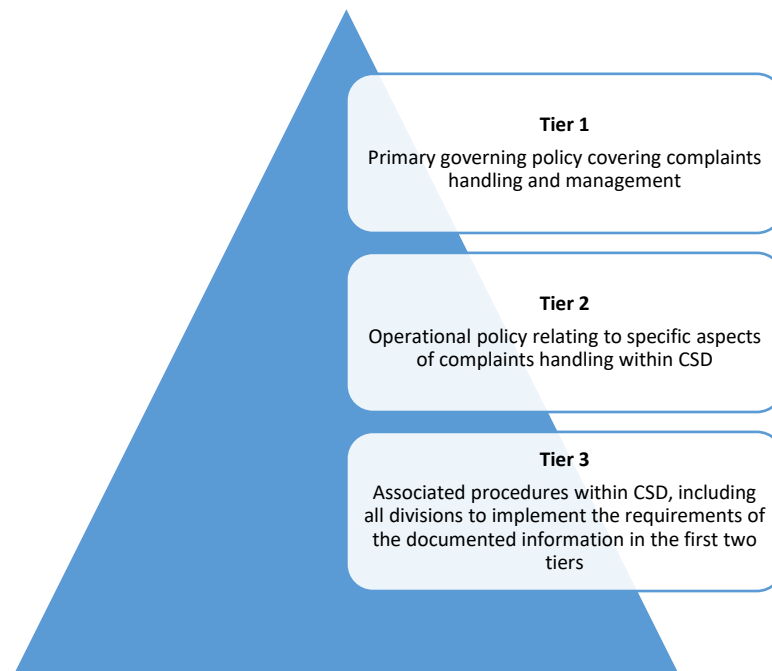 Tier 1
Primary governing policy covering complaints
handling and management
Tier 2
Operational policy relating to specific aspects
of complaints handling within CSD
Tier 3
Associated procedures within CSD, including
all divisions to implement the requirements of
the documented information in the first two
tiers